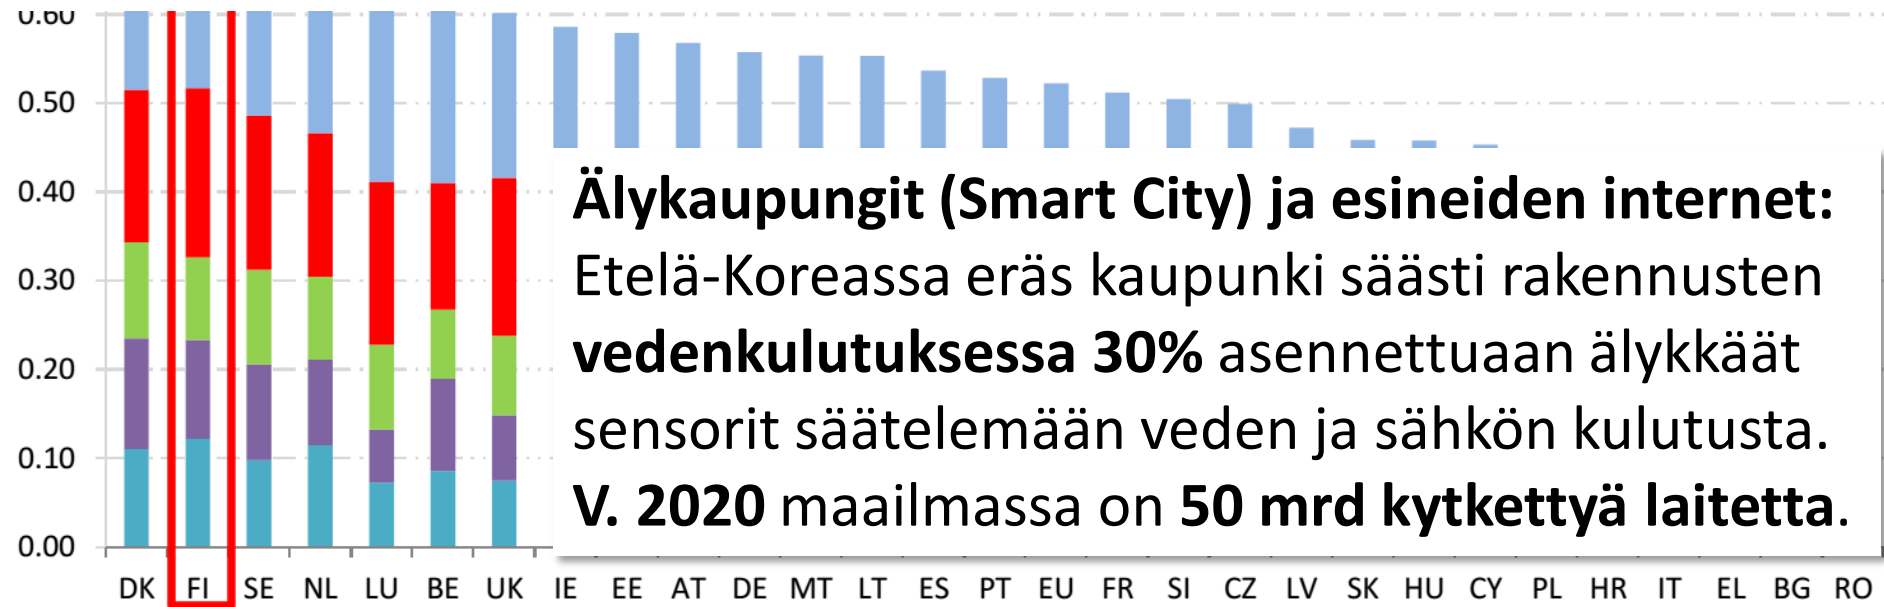 0.60
0.50
0.40
0.30
0.20
0.10
0.00
Älykaupungit (Smart City) ja esineiden internet:
Etelä-Koreassa eräs kaupunki säästi rakennusten
vedenkulutuksessa 30% asennettuaan älykkäät
sensorit säätelemään veden ja sähkön kulutusta.
V. 2020 maailmassa on 50 mrd kytkettyä laitetta.
DK FI SE NL LU BE UK IE EE AT DE MT LT ES PT EU FR SI CZ LV SK HU CY PL HR IT EL BG RO